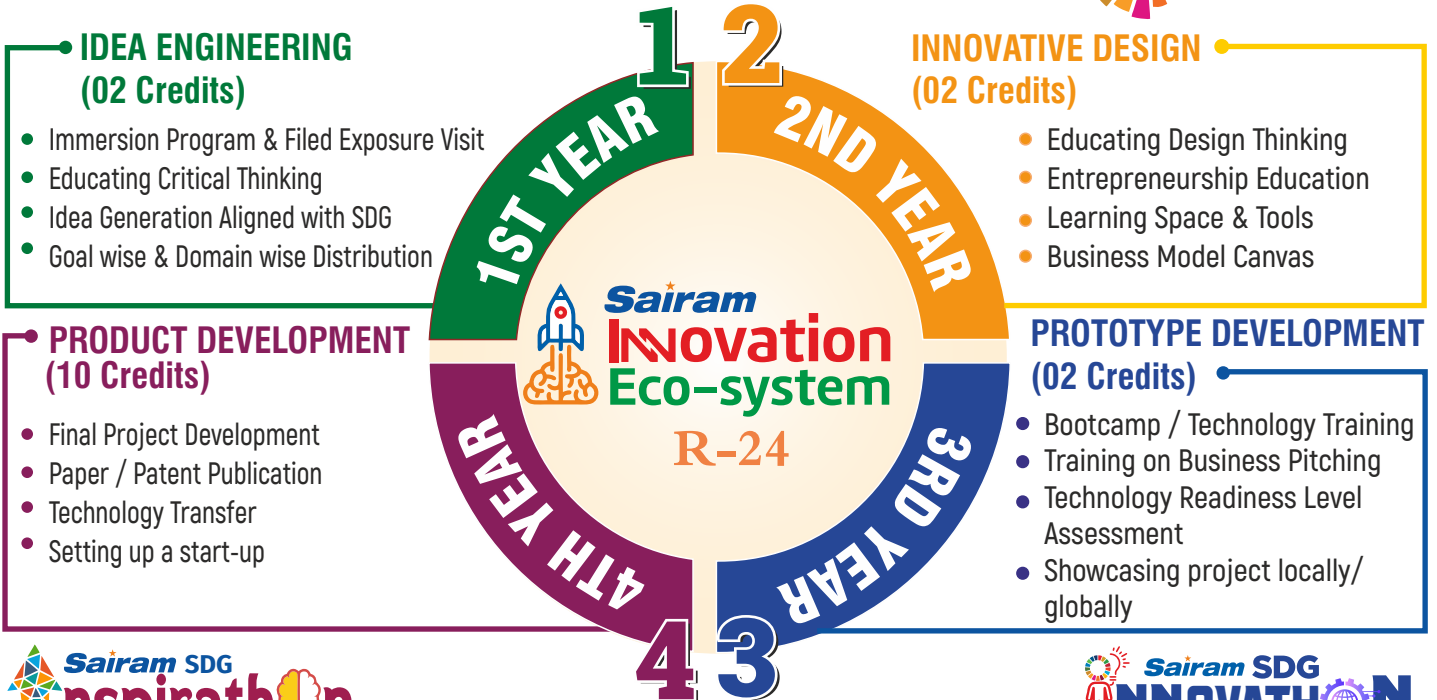 1
IDEA ENGINEERING
(02 Credits)
Immersion Program & Filed Exposure Visit
Educating Critical Thinking
Idea Generation Aligned with SDG
Goal wise & Domain wise Distribution
1ST YEAR
2
INNOVATIVE DESIGN
(02 Credits)
Educating Design Thinking
Entrepreneurship Education
Learning Space & Tools
Business Model Canvas
2ND YEAR
Sairam
Innovation
Eco-system
R-24
PRODUCT DEVELOPMENT
(10 Credits)
Final Project Development
Paper / Patent Publication
Technology Transfer
Setting up a start-up
4TH YEAR
4
PROTOTYPE DEVELOPMENT
(02 Credits)
Bootcamp / Technology Training
Training on Business Pitching
Technology Readiness Level
Assessment
Showcasing project locally/
globally
3RD YEAR
3
Sairam SDG
Inspirathon
Sairam SDG
INNOVATHON